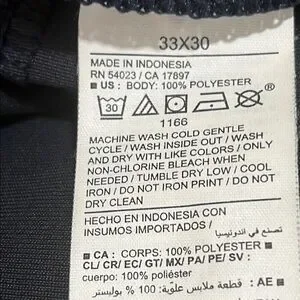 33X30
MADE IN INDONESIA
RN 54023 / CA 17897
■ US : BODY: 100% POLYESTER
30
1166
MACHINE WASH COLD GENTLE
CYCLE / WASH INSIDE OUT
AND DRY WITH LIKE COLORS / ONLY
NON-CHLORINE BLEACH WHEN
NEEDED / TUMBLE DRY LOW / COOL
IRON / DO NOT IRON PRINT / DO NOT
DRY CLEAN
HECHO EN INDONESIA CON
INSUMOS IMPORTADOS / تصنع في اندونيسيا
■ CA : CORPS: 100% POLYESTER
CL/ CR/ EC/ GT/ MX/ PA/ PE/ SV :
cuerpo: 100% poliéster
■ AE : قطعة ملابس علوية: 100 % بوليستر